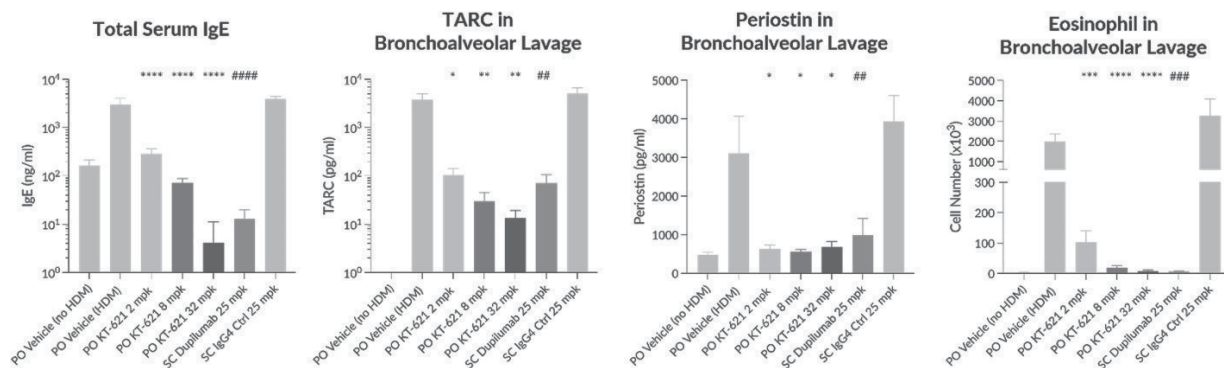 Total Serum IgE
**** **** **** ####
IgE (ng/ml)
10⁴
10³
10²
10¹
10⁰
PO Vehicle (no HDM)
PO Vehicle (HDM)
PO KT-621 2 mpk
PO KT-621 8 mpk
PO KT-621 32 mpk
SC Dupilumab 25 mpk
SC IgG4 Ctrl 25 mpk
TARC in
Bronchoalveolar Lavage
* ** ** ##
TARC (pg/ml)
10⁴
10³
10²
10¹
10⁰
PO Vehicle (no HDM)
PO Vehicle (HDM)
PO KT-621 2 mpk
PO KT-621 8 mpk
PO KT-621 32 mpk
SC Dupilumab 25 mpk
SC IgG4 Ctrl 25 mpk
Periostin in
Bronchoalveolar Lavage
* * * ##
Periostin (pg/ml)
5000
4000
3000
2000
1000
0
PO Vehicle (no HDM)
PO Vehicle (HDM)
PO KT-621 2 mpk
PO KT-621 8 mpk
PO KT-621 32 mpk
SC Dupilumab 25 mpk
SC IgG4 Ctrl 25 mpk
Eosinophil in
Bronchoalveolar Lavage
*** **** **** ###
Cell Number (x10³)
5000
4000
3000
2000
1000
300
200
100
0
PO Vehicle (no HDM)
PO Vehicle (HDM)
PO KT-621 2 mpk
PO KT-621 8 mpk
PO KT-621 32 mpk
SC Dupilumab 25 mpk
SC IgG4 Ctrl 25 mpk